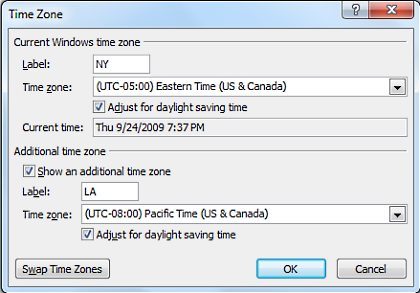 Time Zone
Current Windows time zone
Label: NY
Time zone: (UTC-05:00) Eastern Time (US & Canada)
Adjust for daylight saving time
Current time: Thu 9/24/2009 7:37 PM
Additional time zone
Show an additional time zone
Label: LA
Time zone: (UTC-08:00) Pacific Time (US & Canada)
Adjust for daylight saving time
Swap Time Zones OK Cancel